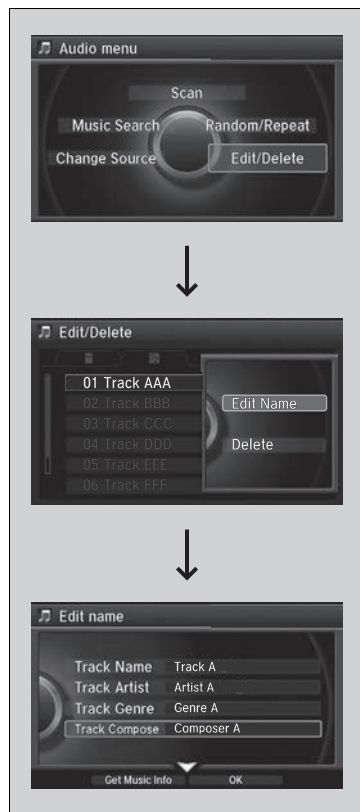 Audio menu
Scan
Music Search Random/Repeat
Change Source Edit/Delete
Edit/Delete
01 Track AAA
02 Track BBB Edit Name
03 Track CCC
04 Track DDD Delete
05 Track EEE
06 Track FFF
Edit name
Track Name Track A
Track Artist Artist A
Track Genre Genre A
Track Compose Composer A
Get Music Info OK